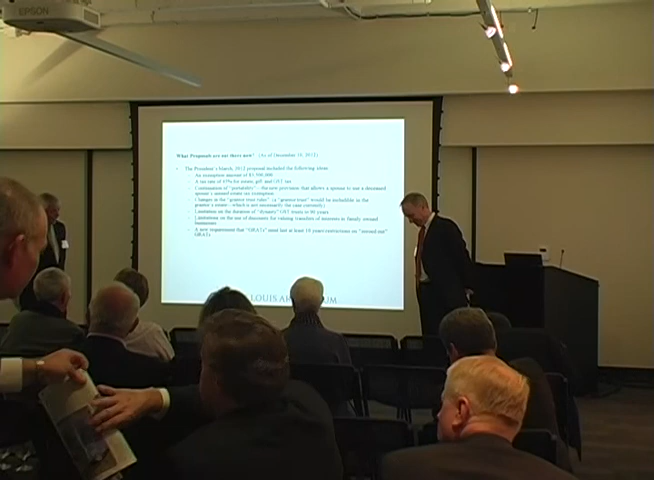 EPSON
What Proposals are out there now? (As of December 10, 2012)
The President's March, 2012 proposal included the following ideas:
An exemption amount of $3,500,000
A tax rate of 45% for estate, gift and GST tax
Continuation of "portability" – the new provision that allows a spouse to use a deceased
spouse's unused estate tax exemption
Changes in the "grantor trust rules" (a "grantor trust" would be includible in the
grantor's estate – which is not necessarily the case currently)
Limitations on the duration of "dynasty" GST trusts to 90 years
Limitations on the use of discounts for valuing transfers of interests in family owned
businesses
A new requirement that "GRATs" must last at least 10 years/restrictions on "zeroed out"
GRATs
LOUIS